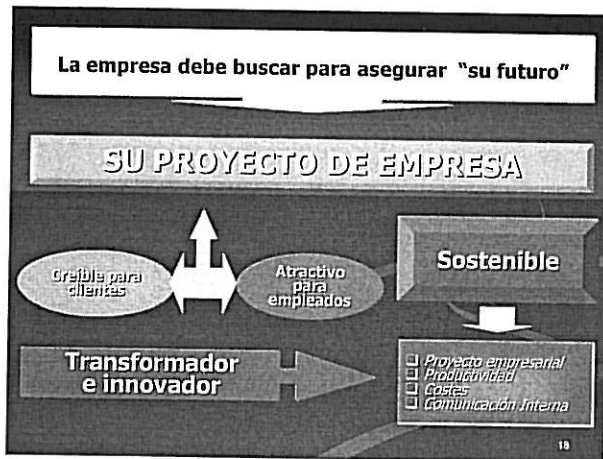 La empresa debe buscar para asegurar "su futuro"
SU PROYECTO DE EMPRESA
Creíble para
clientes
Atractivo
para
empleados
Sostenible
Transformador
e innovador
❑ Proyecto empresarial
❑ Productividad
❑ Costes
❑ Comunicación Interna
18